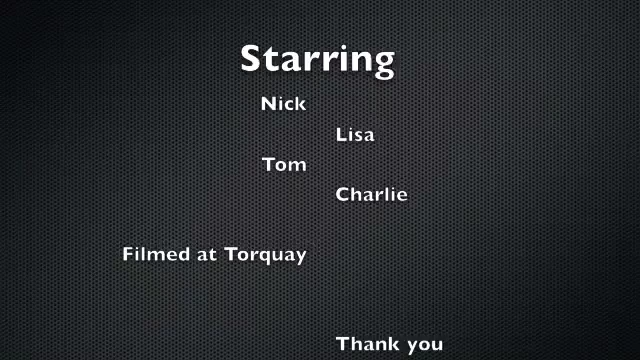 Starring
Nick
Lisa
Tom
Charlie
Filmed at Torquay
Thank you